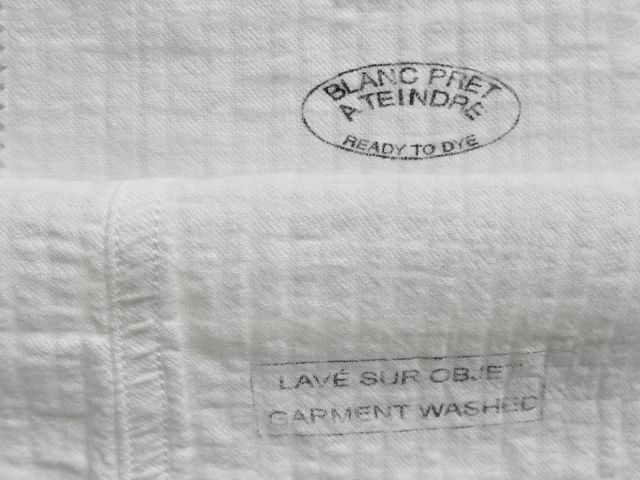 BLANC PRET
A TEINDRE
READY TO DYE
LAVÉ SUR OBJET
GARMENT WASHED